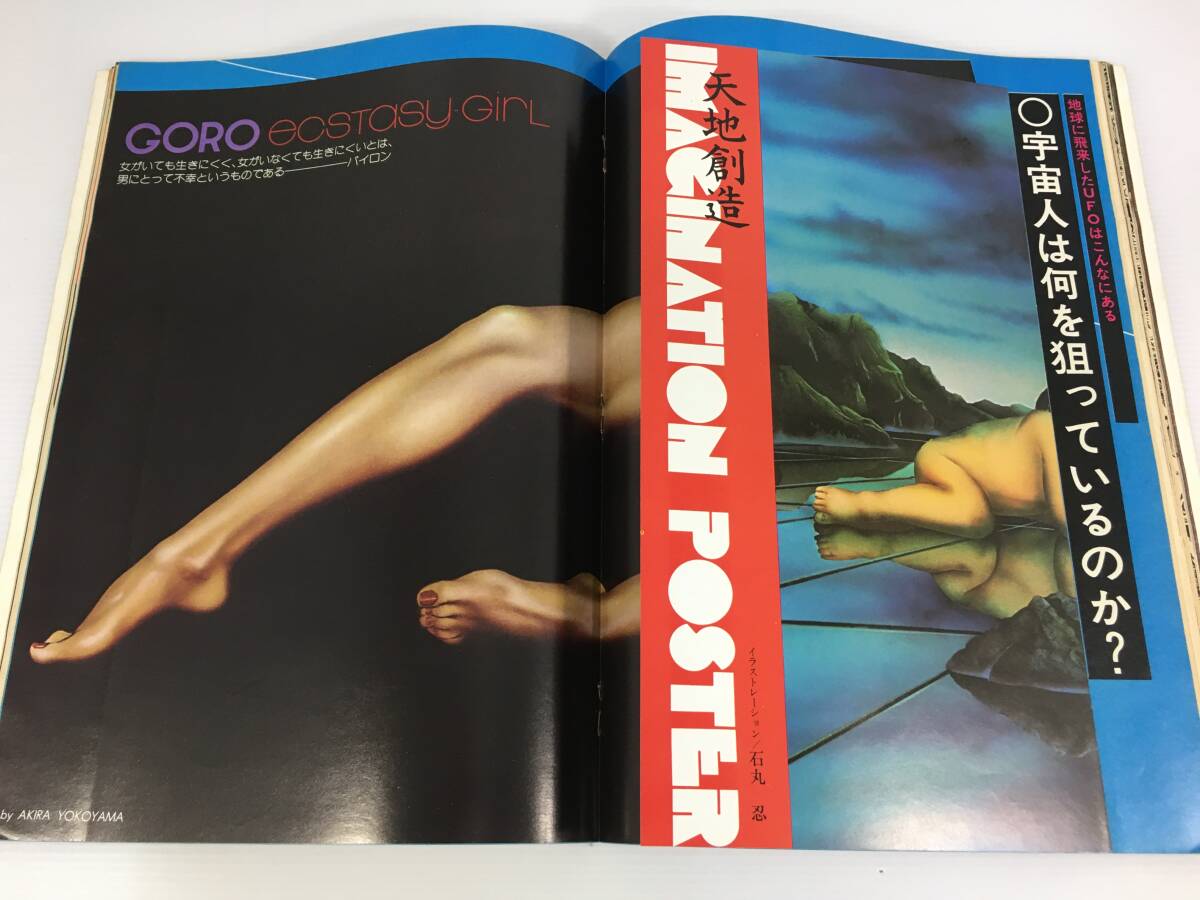 GORO ecstasy・Girl
女がいても生きにくく、女がいなくても生きにくいとは、
男にとって不幸というものである————バイロン
by AKIRA YOKOYAMA
天地創造
IMAGINATION POSTER
イラストレーション/石丸 忍
地球に飛来したUFOはこんなにある
○宇宙人は何を狙っているのか?